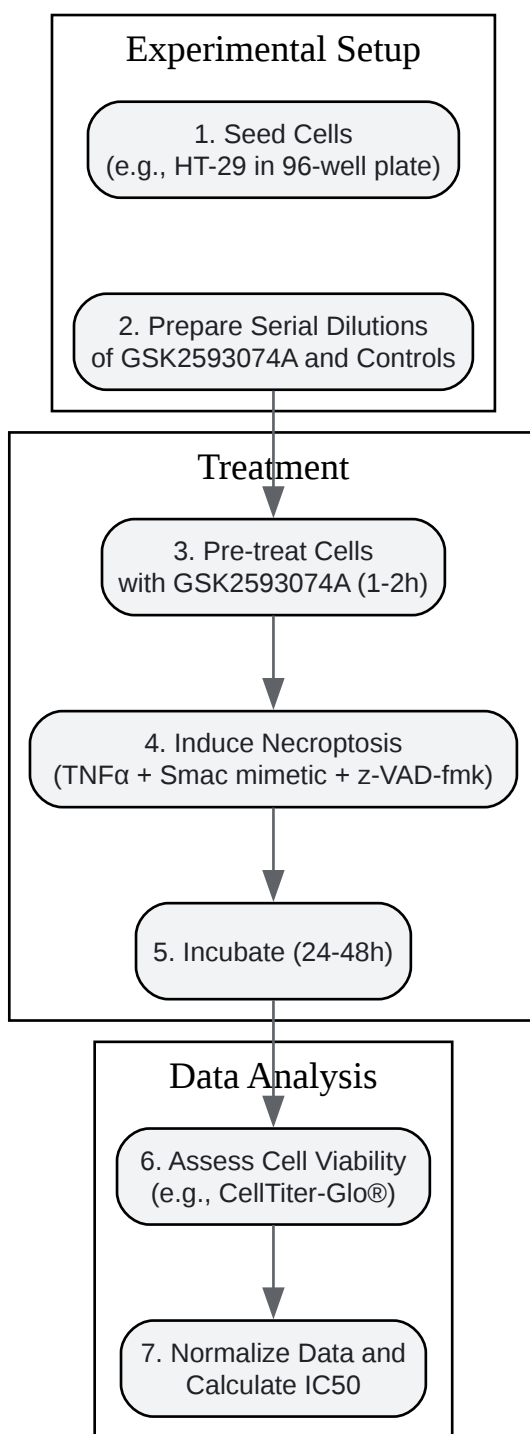 Experimental Setup
1. Seed Cells
(e.g., HT-29 in 96-well plate)
2. Prepare Serial Dilutions
of GSK2593074A and Controls
Treatment
3. Pre-treat Cells
with GSK2593074A (1-2h)
4. Induce Necroptosis
(TNFα + Smac mimetic + z-VAD-fmk)
5. Incubate (24-48h)
Data Analysis
6. Assess Cell Viability
(e.g., CellTiter-Glo®)
7. Normalize Data and
Calculate IC50